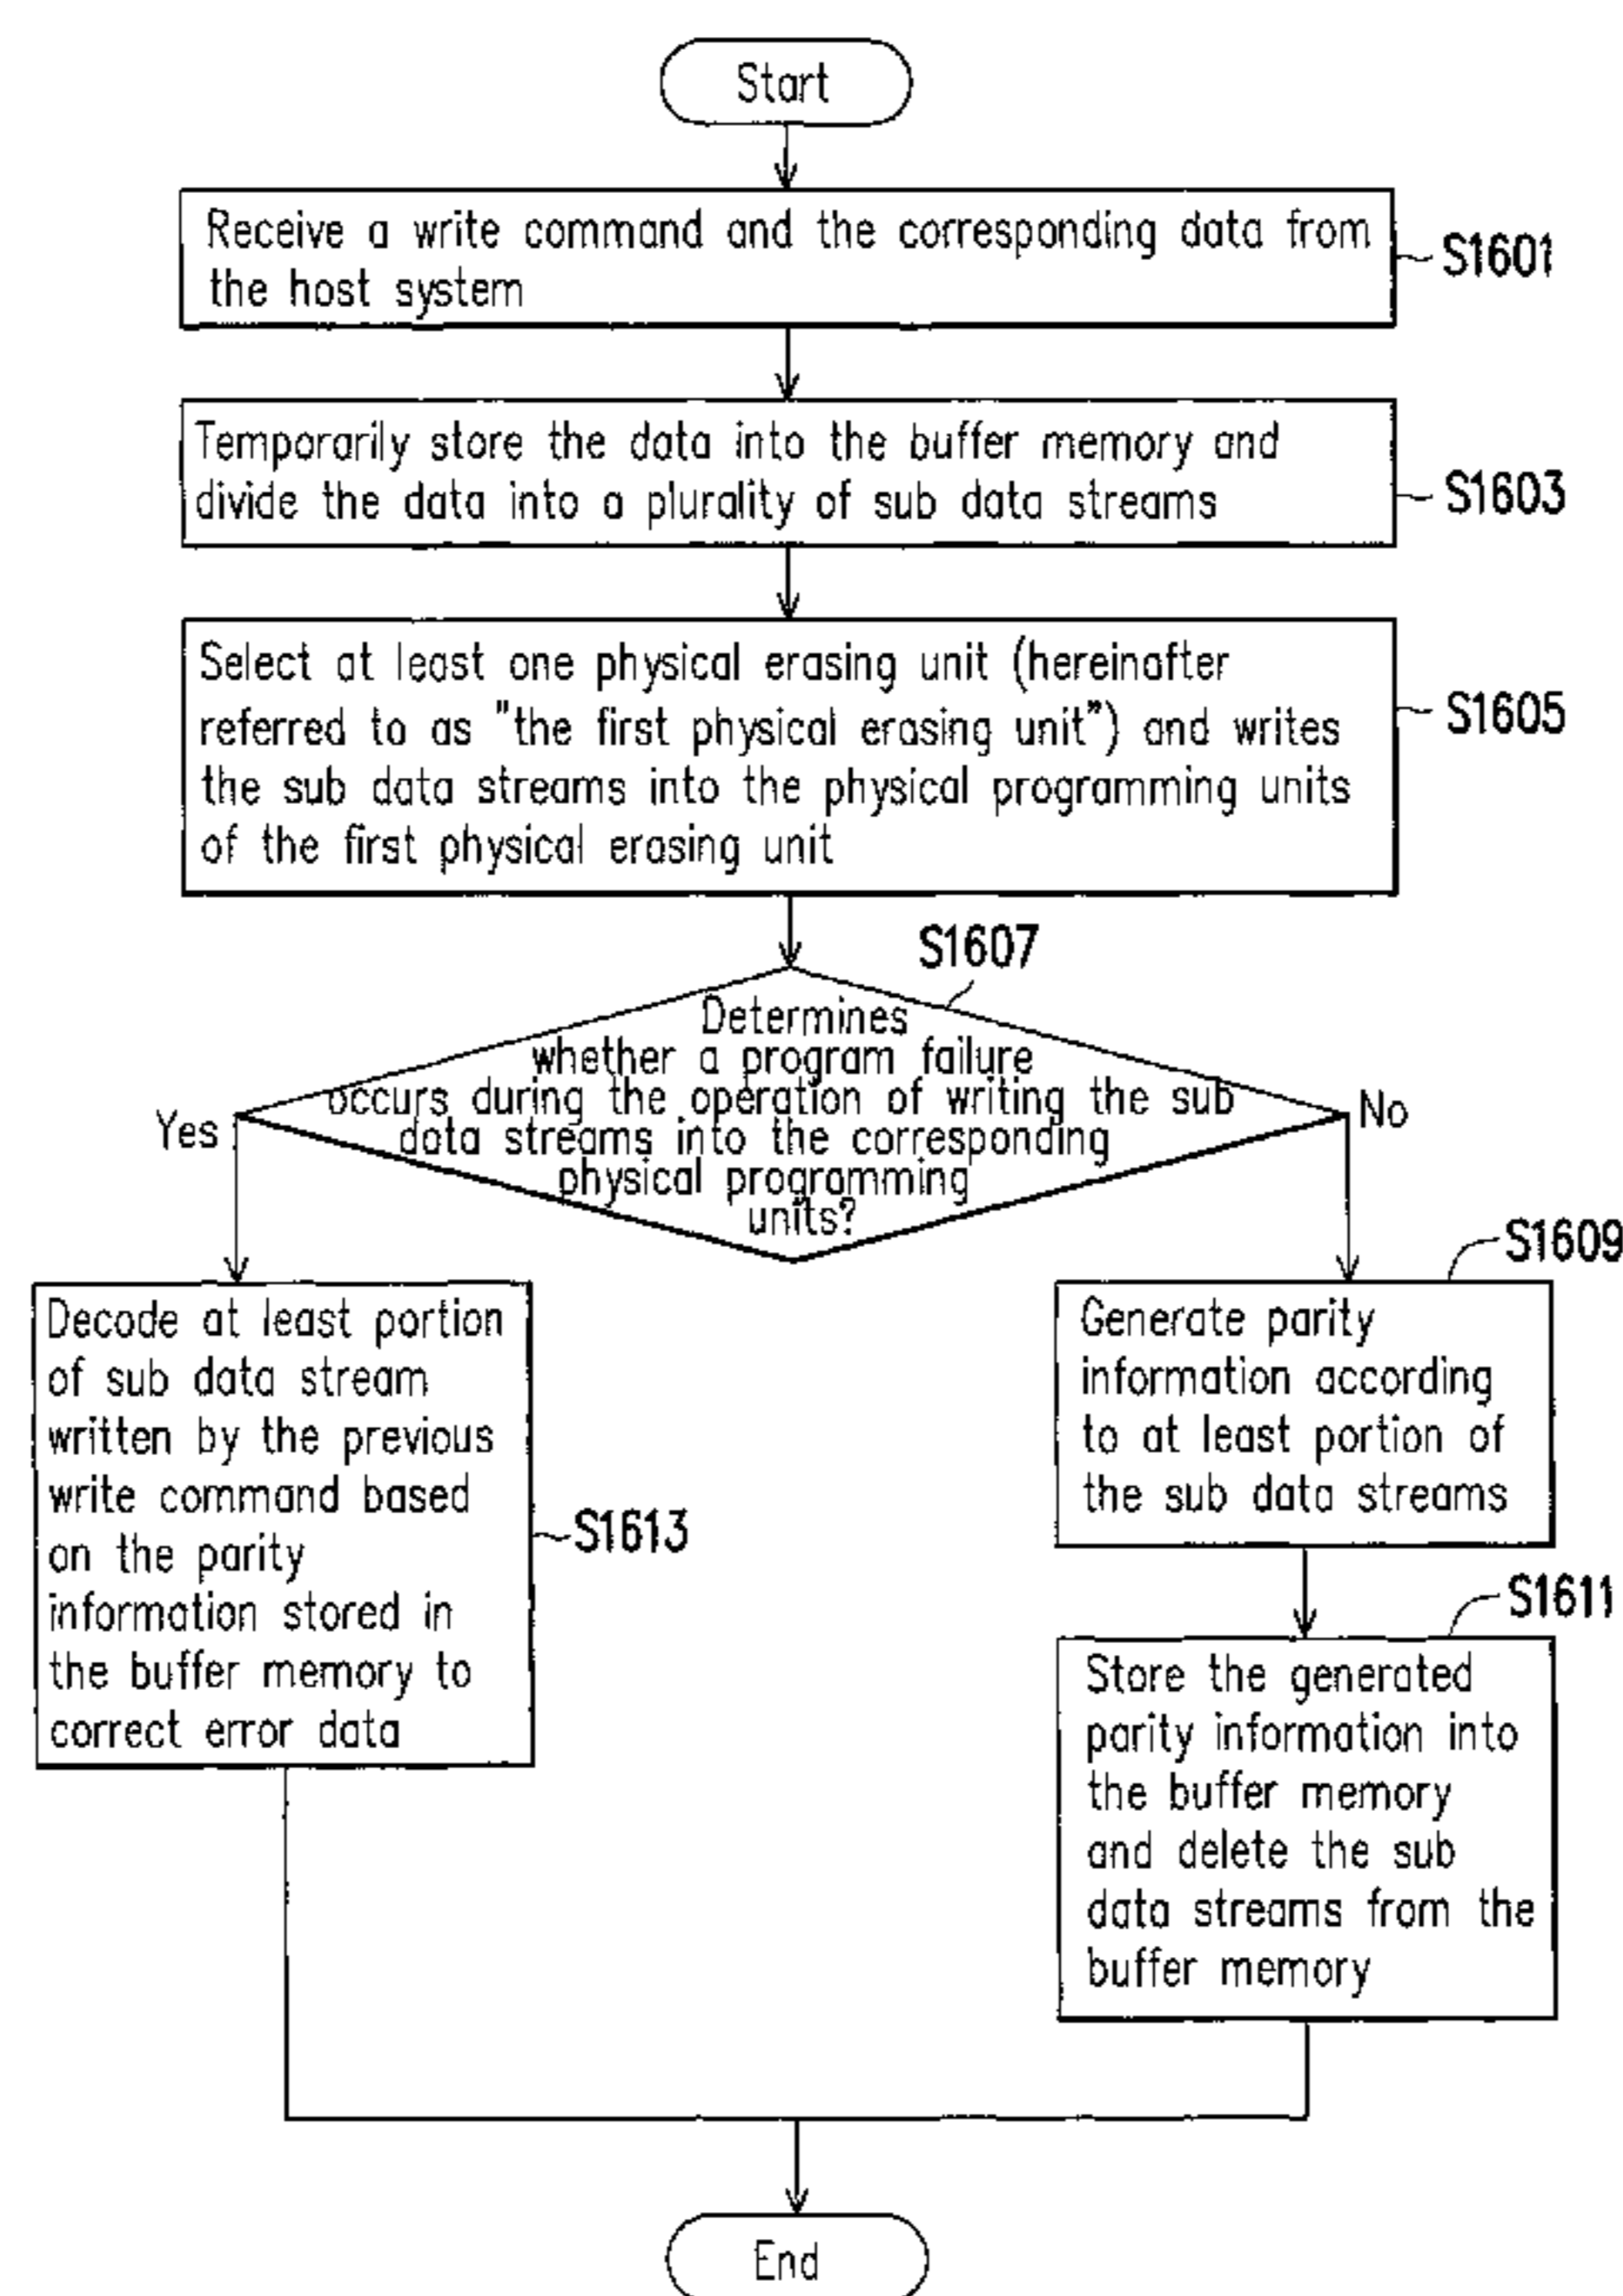 Start
Receive a write command and the corresponding data from
the host system
S1601
Temporarily store the data into the buffer memory and
divide the data into a plurality of sub data streams
S1603
Select at least one physical erasing unit (hereinafter
referred to as "the first physical erasing unit") and writes
the sub data streams into the physical programming units
of the first physical erasing unit
S1605
S1607
Determines
whether a program failure
occurs during the operation of writing the sub
data streams into the corresponding
physical programming
units?
Yes
No
Decode at least portion
of sub data stream
written by the previous
write command based
on the parity
information stored in
the buffer memory to
correct error data
S1613
S1609
Generate parity
information according
to at least portion of
the sub data streams
S1611
Store the generated
parity information into
the buffer memory
and delete the sub
data streams from the
buffer memory
End